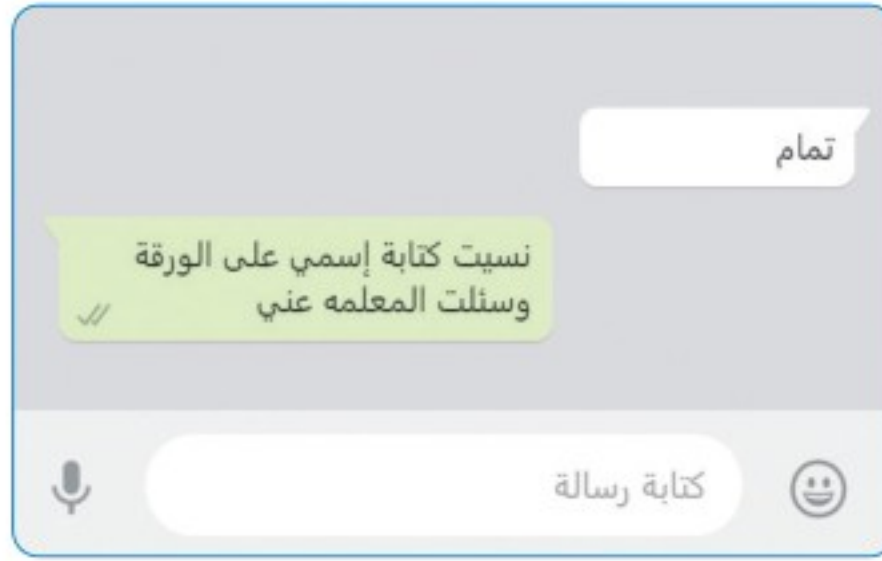 تمام
نسيت كتابة إسمي على الورقة
وسئلت المعلمه عني
كتابة رسالة